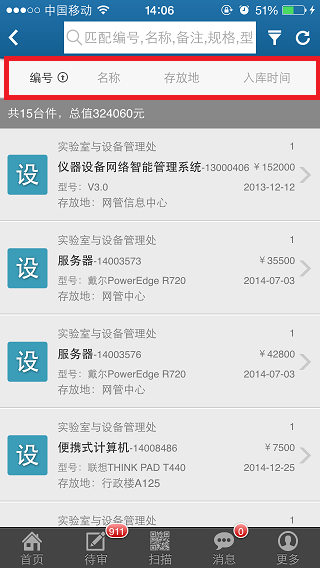 中国移动 14:06
匹配编号,名称,备注,规格,型
编号 名称 存放地 入库时间
共15台件，总值324060元
实验室与设备管理处 1
设 仪器设备网络智能管理系统-13000406 ￥152000
型号：V3.0 2013-12-12
存放地：网管信息中心
实验室与设备管理处 1
设 服务器-14003573 ￥35500
型号：戴尔PowerEdge R720 2014-07-03
存放地：网管中心
实验室与设备管理处 1
设 服务器-14003576 ￥42800
型号：戴尔PowerEdge R720 2014-07-03
存放地：网管中心
实验室与设备管理处 1
设 便携式计算机-14008486 ￥7500
型号：联想THINK PAD T440 2014-12-25
存放地：行政楼A125
实验室与设备管理处 1
911 0
首页 待审 扫描 消息 更多